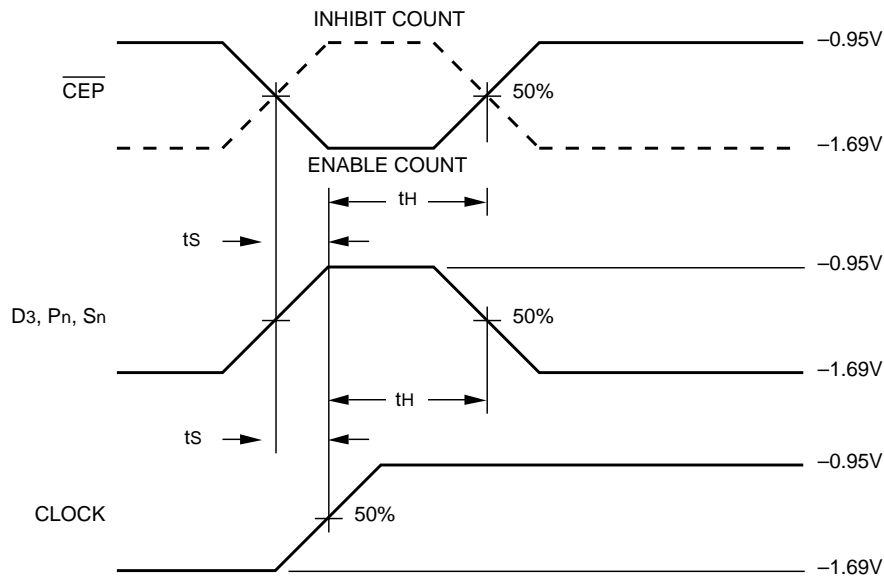 INHIBIT COUNT
–0.95V
CEP
50%
–1.69V
ENABLE COUNT
tH
tS
–0.95V
D3, Pn, Sn
50%
–1.69V
tH
tS
–0.95V
CLOCK
50%
–1.69V